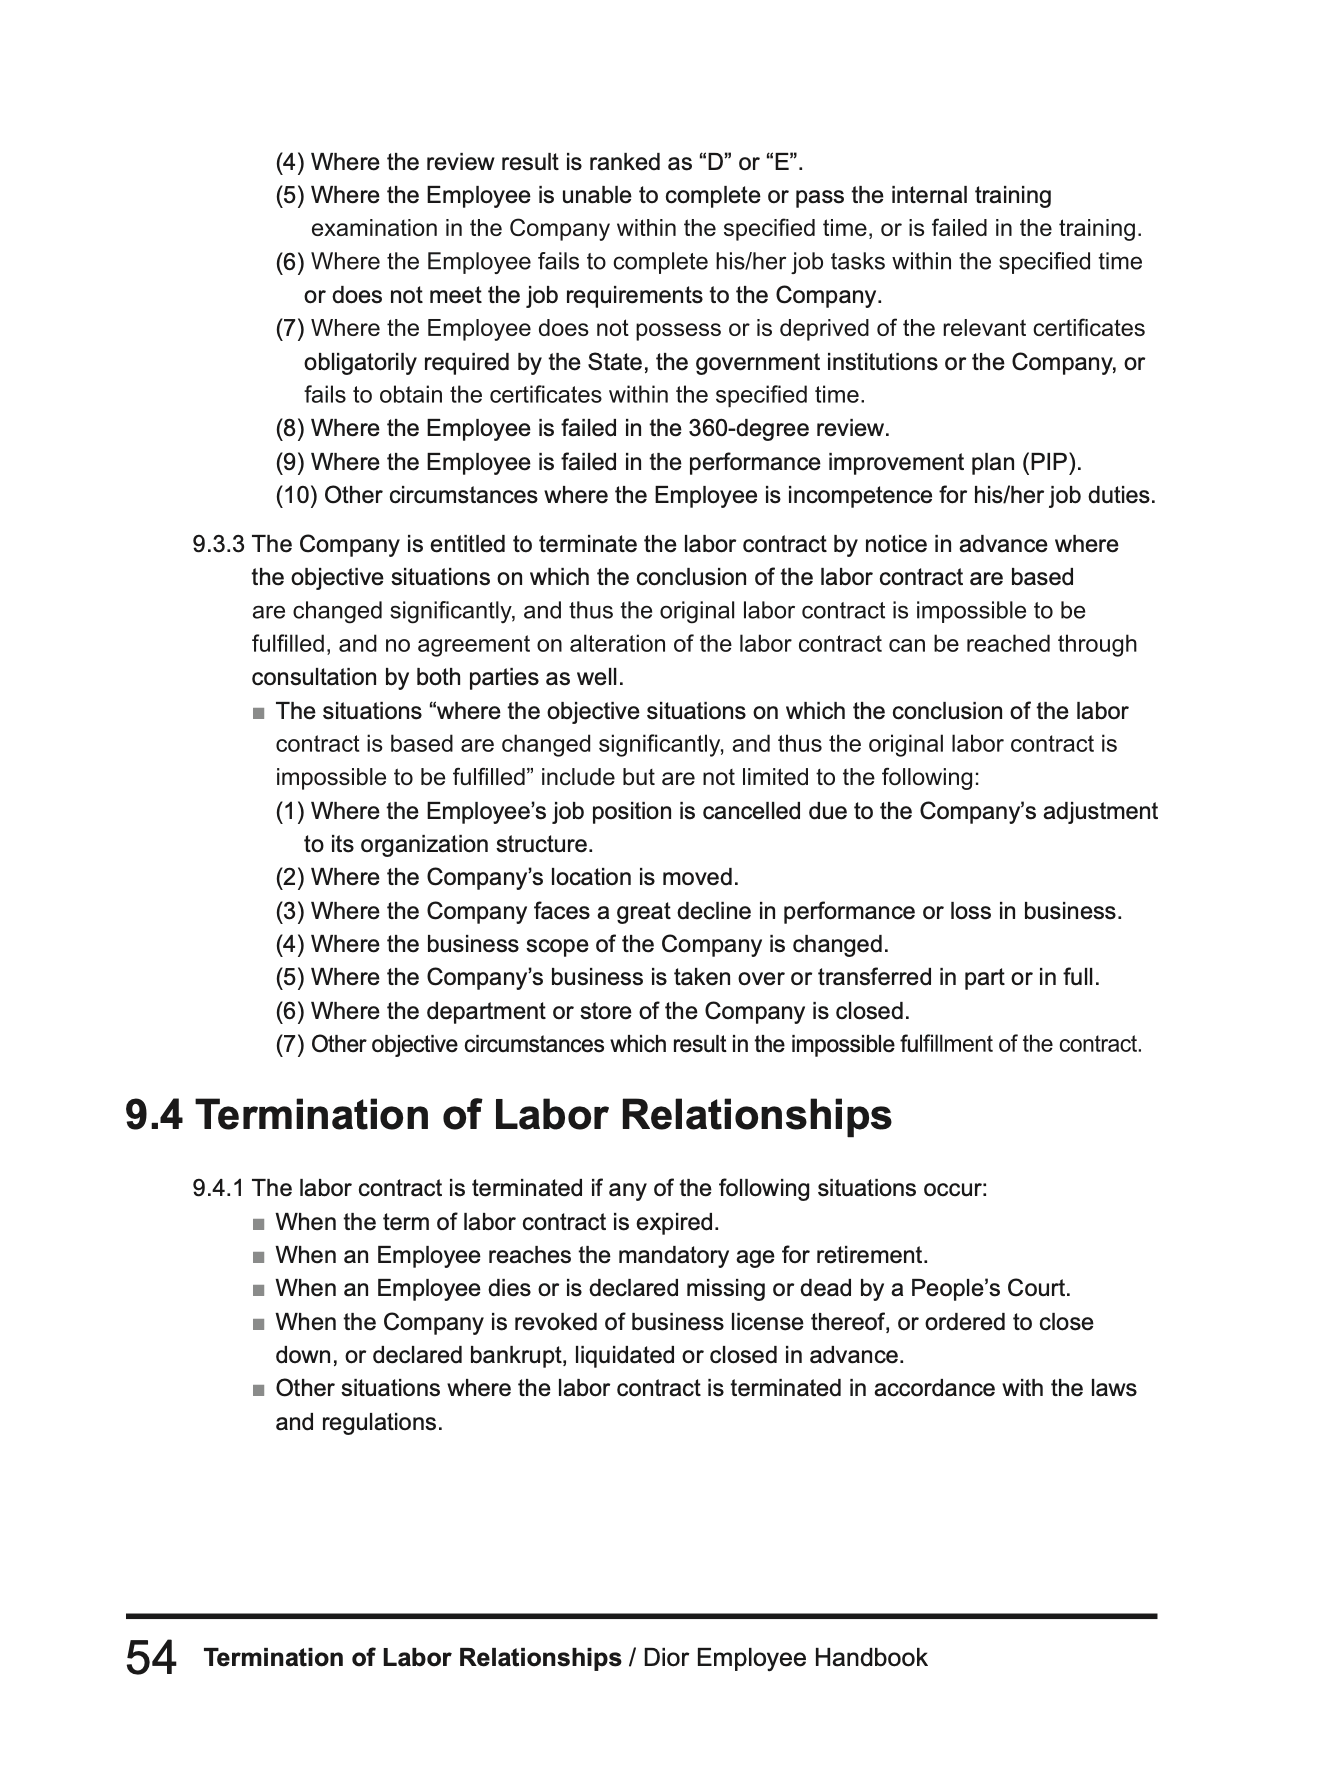 (4) Where the review result is ranked as “D” or “E”.
(5) Where the Employee is unable to complete or pass the internal training
examination in the Company within the specified time, or is failed in the training.
(6) Where the Employee fails to complete his/her job tasks within the specified time
or does not meet the job requirements to the Company.
(7) Where the Employee does not possess or is deprived of the relevant certificates
obligatorily required by the State, the government institutions or the Company, or
fails to obtain the certificates within the specified time.
(8) Where the Employee is failed in the 360-degree review.
(9) Where the Employee is failed in the performance improvement plan (PIP).
(10) Other circumstances where the Employee is incompetence for his/her job duties.
9.3.3 The Company is entitled to terminate the labor contract by notice in advance where
the objective situations on which the conclusion of the labor contract are based
are changed significantly, and thus the original labor contract is impossible to be
fulfilled, and no agreement on alteration of the labor contract can be reached through
consultation by both parties as well.
■ The situations “where the objective situations on which the conclusion of the labor
contract is based are changed significantly, and thus the original labor contract is
impossible to be fulfilled” include but are not limited to the following:
(1) Where the Employee’s job position is cancelled due to the Company’s adjustment
to its organization structure.
(2) Where the Company’s location is moved.
(3) Where the Company faces a great decline in performance or loss in business.
(4) Where the business scope of the Company is changed.
(5) Where the Company’s business is taken over or transferred in part or in full.
(6) Where the department or store of the Company is closed.
(7) Other objective circumstances which result in the impossible fulfillment of the contract.
9.4 Termination of Labor Relationships
9.4.1 The labor contract is terminated if any of the following situations occur:
■ When the term of labor contract is expired.
■ When an Employee reaches the mandatory age for retirement.
■ When an Employee dies or is declared missing or dead by a People’s Court.
■ When the Company is revoked of business license thereof, or ordered to close
down, or declared bankrupt, liquidated or closed in advance.
■ Other situations where the labor contract is terminated in accordance with the laws
and regulations.
54 Termination of Labor Relationships / Dior Employee Handbook